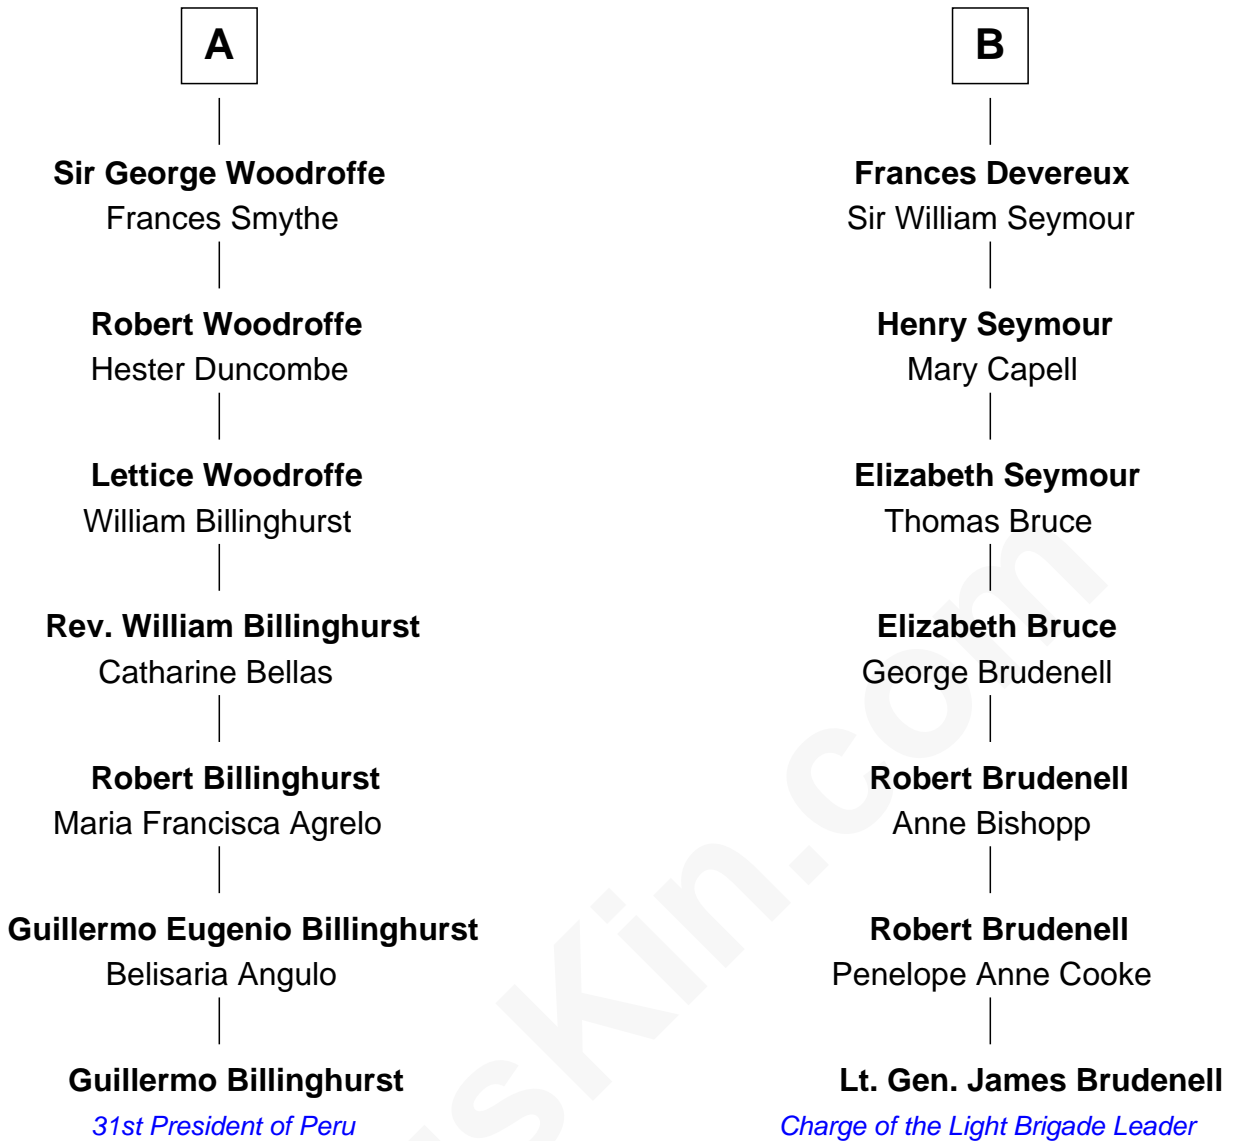 A
Sir George Woodroffe
Frances Smythe
Robert Woodroffe
Hester Duncombe
Lettice Woodroffe
William Billinghurst
Rev. William Billinghurst
Catharine Bellas
Robert Billinghurst
Maria Francisca Agrelo
Guillermo Eugenio Billinghurst
Belisaria Angulo
Guillermo Billinghurst
31st President of Peru
B
Frances Devereux
Sir William Seymour
Henry Seymour
Mary Capell
Elizabeth Seymour
Thomas Bruce
Elizabeth Bruce
George Brudenell
Robert Brudenell
Anne Bishopp
Robert Brudenell
Penelope Anne Cooke
Lt. Gen. James Brudenell
Charge of the Light Brigade Leader